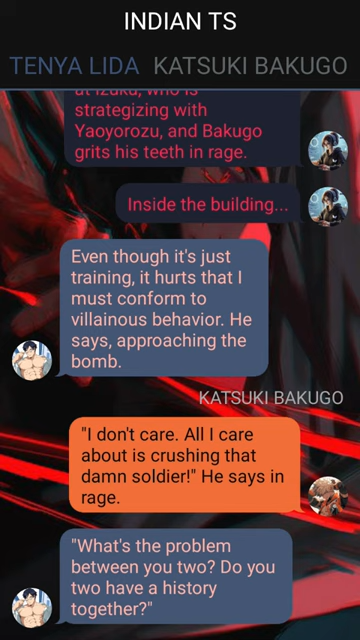 INDIAN TS
TENYA LIDA KATSUKI BAKUGO
at Izuku, who is
strategizing with
Yaoyorozu, and Bakugo
grits his teeth in rage.
Inside the building...
Even though it's just
training, it hurts that I
must conform to
villainous behavior. He
says, approaching the
bomb.
KATSUKI BAKUGO
"I don't care. All I care
about is crushing that
damn soldier!" He says in
rage.
"What's the problem
between you two? Do you
two have a history
together?"